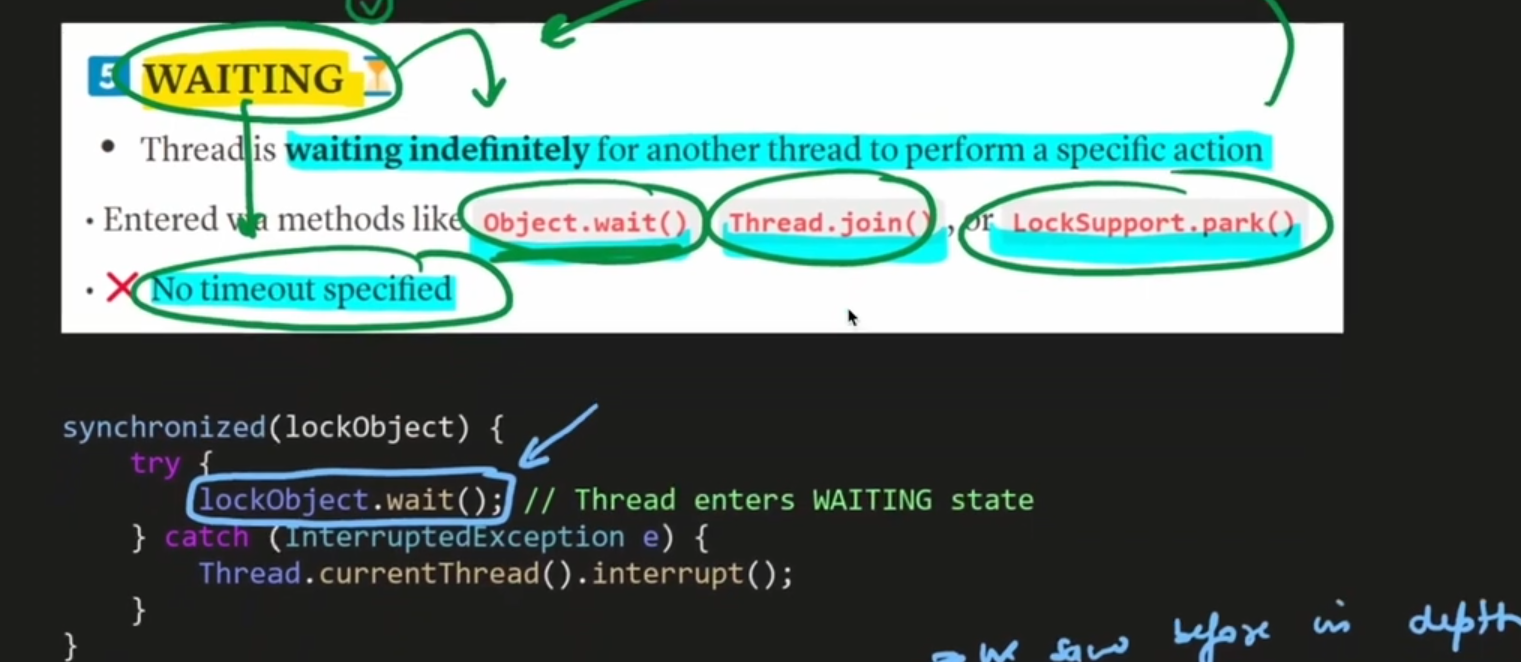 5 WAITING ⏳
• Thread is waiting indefinitely for another thread to perform a specific action
• Entered via methods like Object.wait() Thread.join() , or LockSupport.park()
• ❌ No timeout specified
synchronized(lockObject) {
try {
lockObject.wait(); // Thread enters WAITING state
} catch (InterruptedException e) {
Thread.currentThread().interrupt();
}
}
we saw before in depth